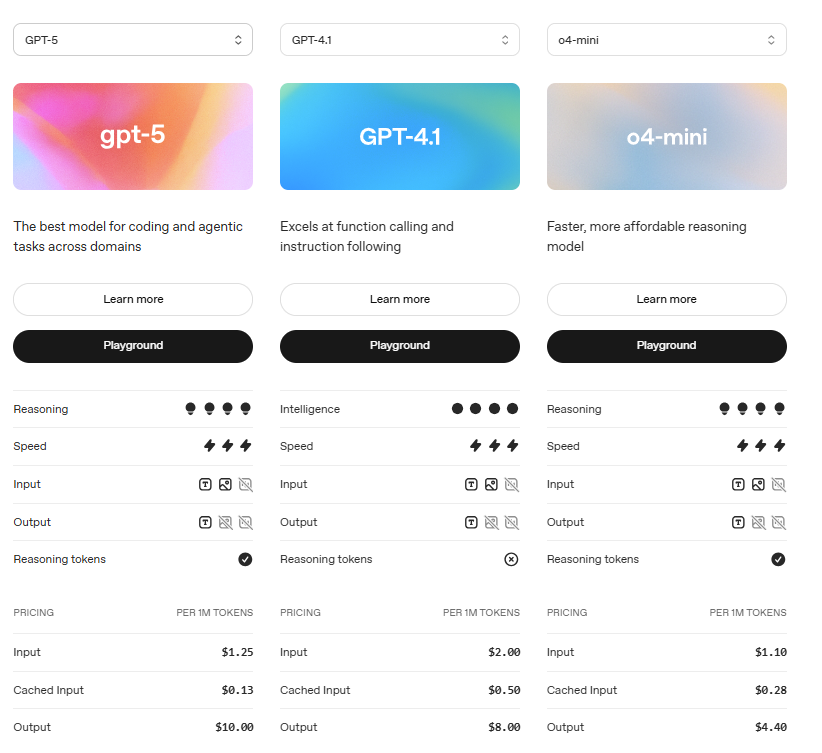 GPT-5
GPT-4.1
o4-mini
gpt-5
GPT-4.1
o4-mini
The best model for coding and agentic
tasks across domains
Excels at function calling and
instruction following
Faster, more affordable reasoning
model
Learn more
Learn more
Learn more
Playground
Playground
Playground
Reasoning
Intelligence
Reasoning
Speed
Speed
Speed
Input
Input
Input
Output
Output
Output
Reasoning tokens
Reasoning tokens
Reasoning tokens
PRICING PER 1M TOKENS
PRICING PER 1M TOKENS
PRICING PER 1M TOKENS
Input $1.25
Input $2.00
Input $1.10
Cached Input $0.13
Cached Input $0.50
Cached Input $0.28
Output $10.00
Output $8.00
Output $4.40